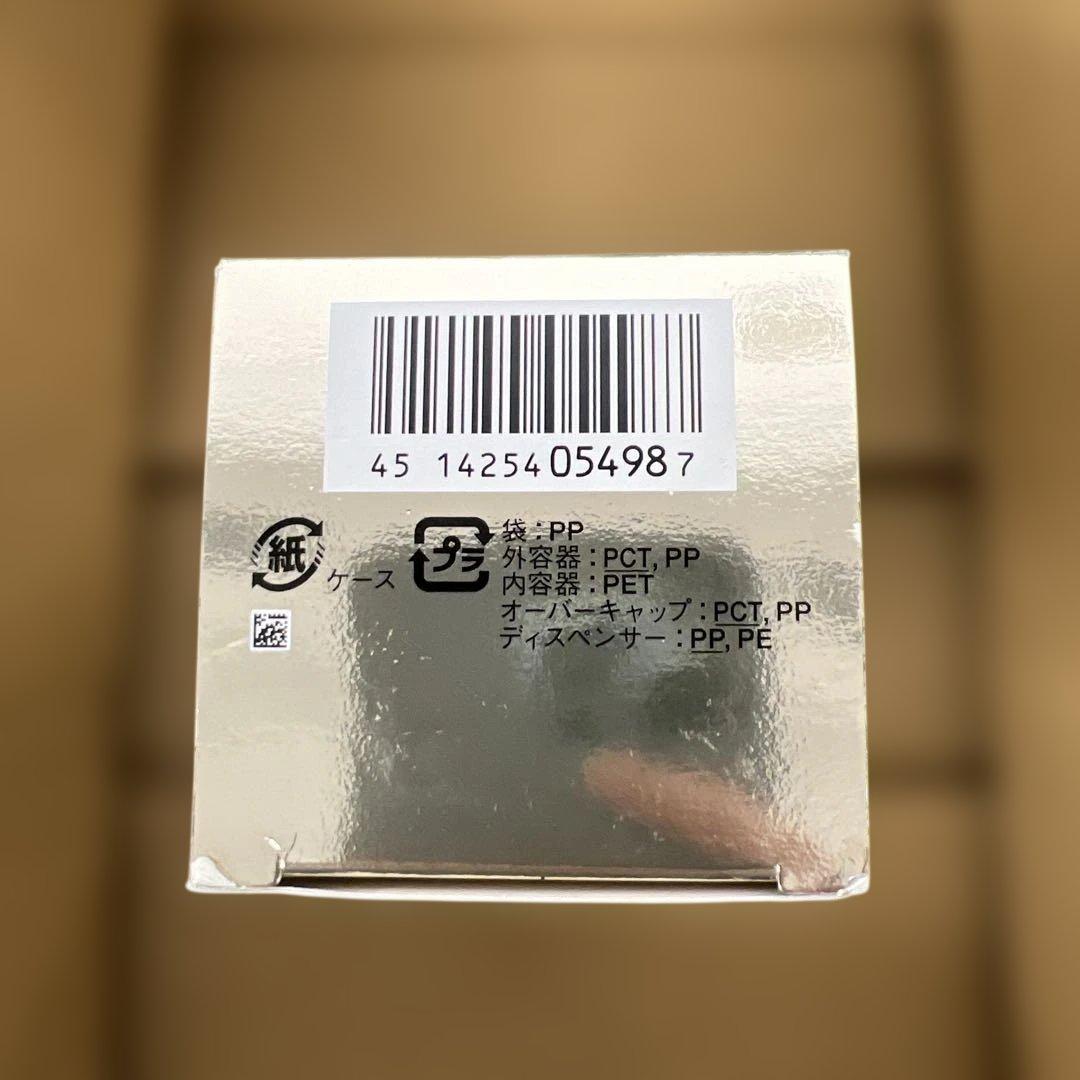 45 14254 05498 7
紙 ケース
プラ
袋：PP
外容器：PCT, PP
内容器：PET
オーバーキャップ：PCT, PP
ディスペンサー：PP, PE